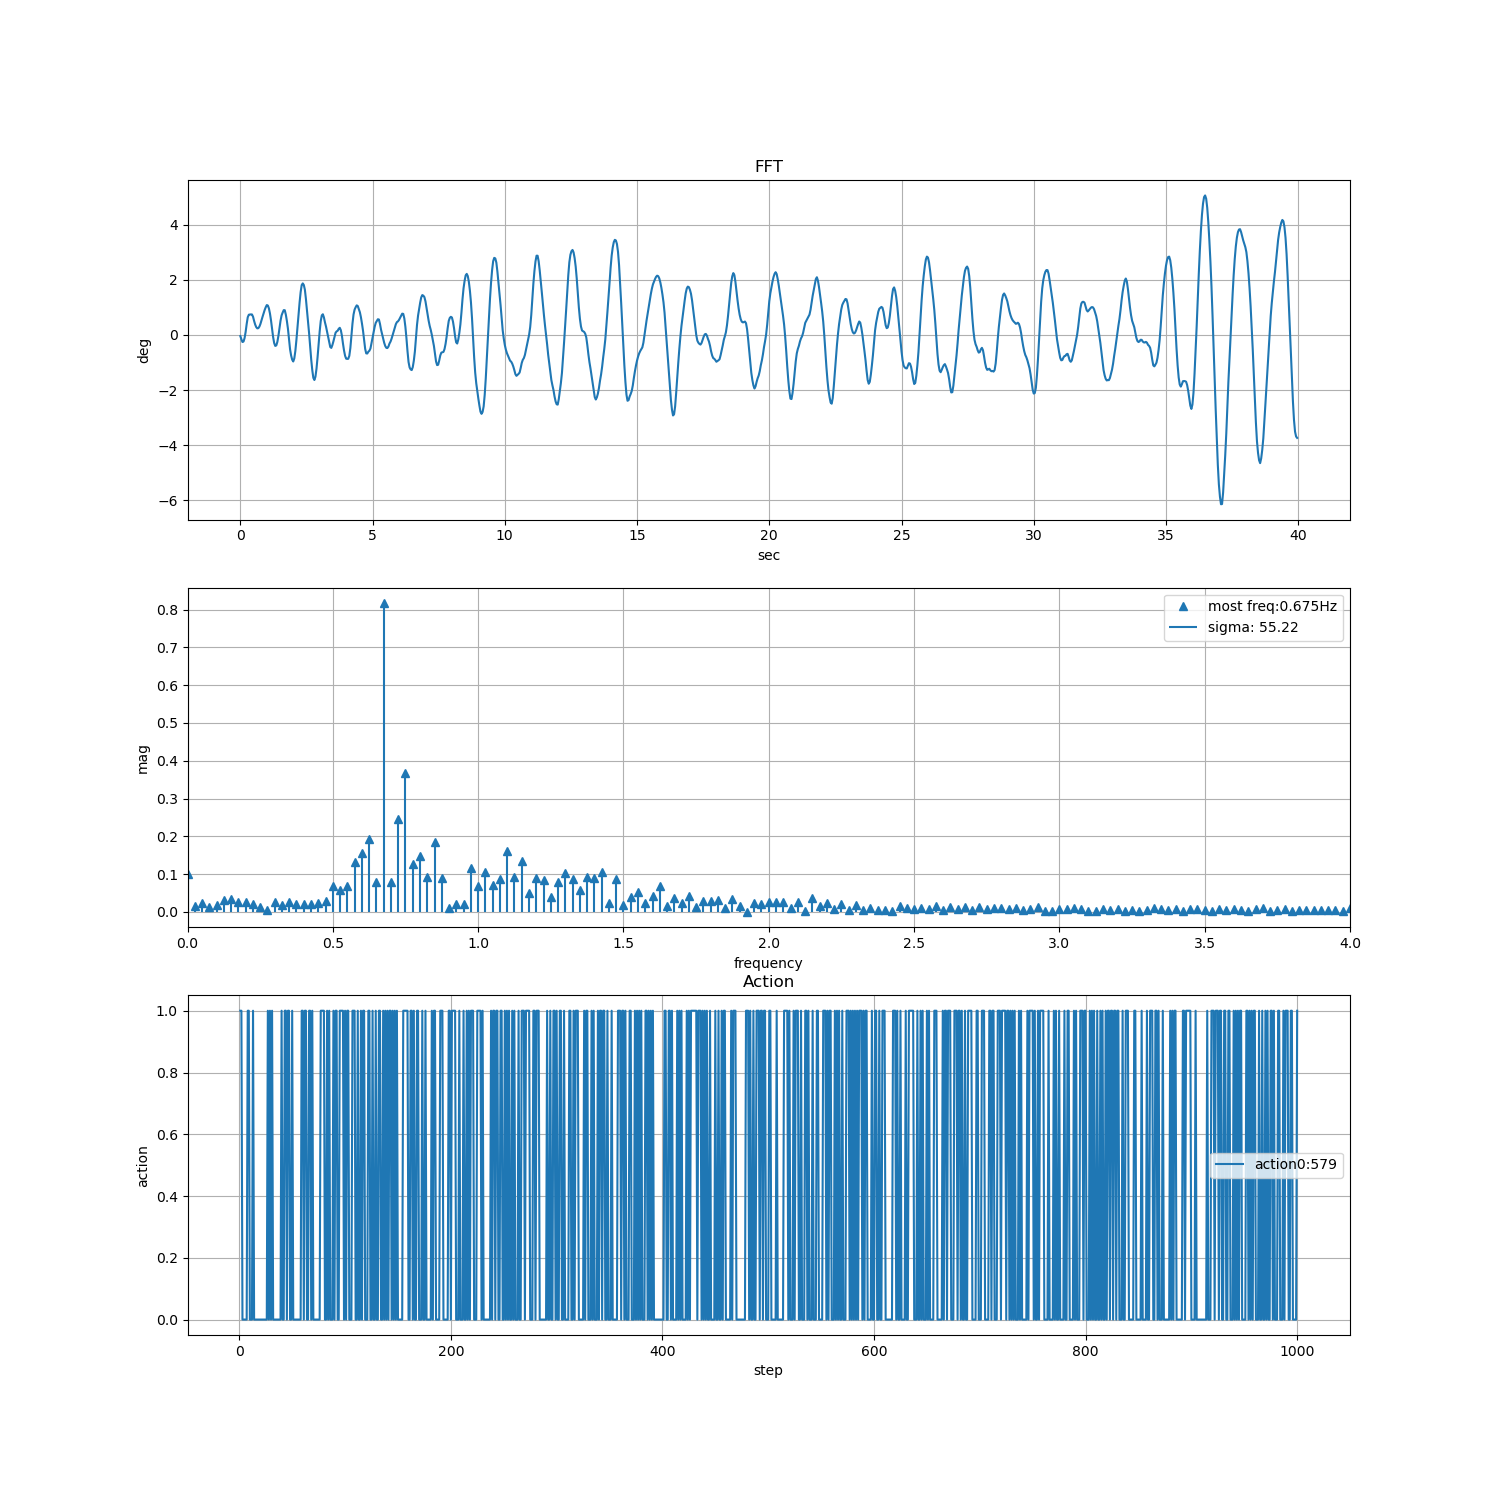 FFT
4
2
0
−2
−4
−6
deg
0 5 10 15 20 25 30 35 40
sec
0.8
0.7
0.6
0.5
0.4
0.3
0.2
0.1
0.0
mag
most freq:0.675Hz
sigma: 55.22
0.0 0.5 1.0 1.5 2.0 2.5 3.0 3.5 4.0
frequency
Action
1.0
0.8
0.6
0.4
0.2
0.0
action
action0:579
0 200 400 600 800 1000
step